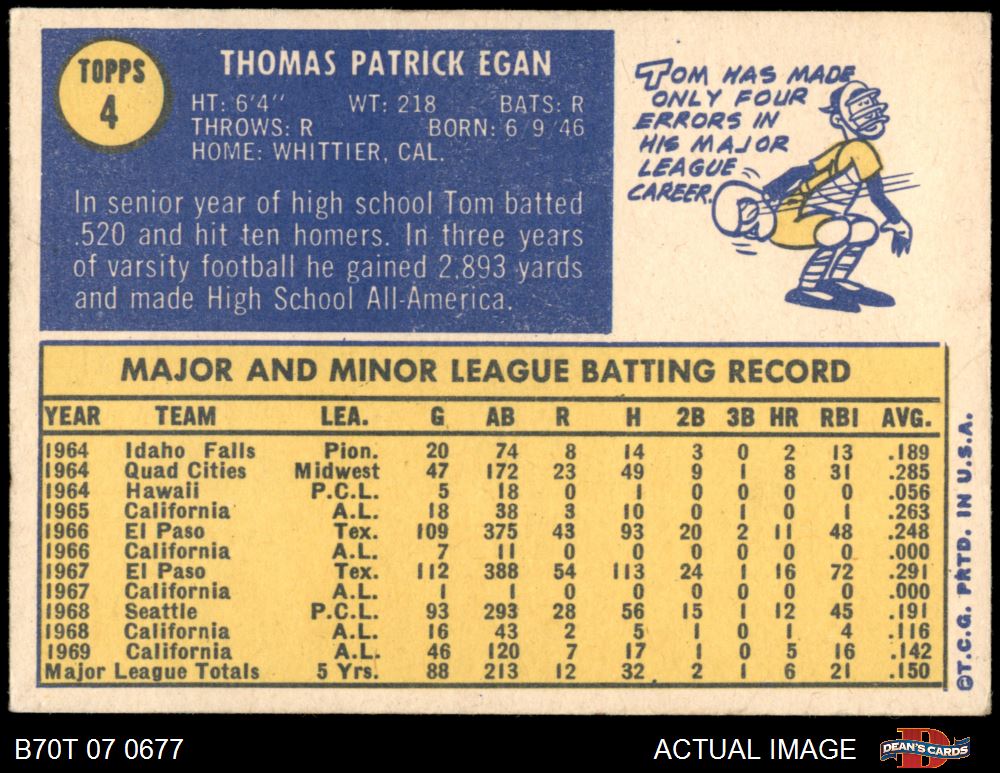 TOPPS
4
THOMAS PATRICK EGAN
HT: 6'4" WT: 218 BATS: R
THROWS: R BORN: 6/9/46
HOME: WHITTIER, CAL.
In senior year of high school Tom batted
.520 and hit ten homers. In three years
of varsity football he gained 2,893 yards
and made High School All-America.
TOM HAS MADE
ONLY FOUR
ERRORS IN
HIS MAJOR
LEAGUE
CAREER.
MAJOR AND MINOR LEAGUE BATTING RECORD
YEAR TEAM LEA. G AB R H 2B 3B HR RBI AVG.
1964 Idaho Falls Pion. 20 74 8 14 3 0 2 13 .189
1964 Quad Cities Midwest 47 172 23 49 9 1 8 31 .285
1964 Hawaii P.C.L. 5 18 0 1 0 0 0 0 .056
1965 California A.L. 18 38 3 10 0 1 0 1 .263
1966 El Paso Tex. 109 375 43 93 20 2 11 48 .248
1966 California A.L. 7 11 0 0 0 0 0 0 .000
1967 El Paso Tex. 112 388 54 113 24 1 16 72 .291
1967 California A.L. 1 1 0 0 0 0 0 0 .000
1968 Seattle P.C.L. 93 293 28 56 15 1 12 45 .191
1968 California A.L. 16 43 2 5 1 0 1 4 .116
1969 California A.L. 46 120 7 17 1 0 5 16 .142
Major League Totals 5 Yrs. 88 213 12 32 2 1 6 21 .150
©T.C.G. PRTD. IN U.S.A.
B70T 07 0677 ACTUAL IMAGE
DEAN'S CARDS